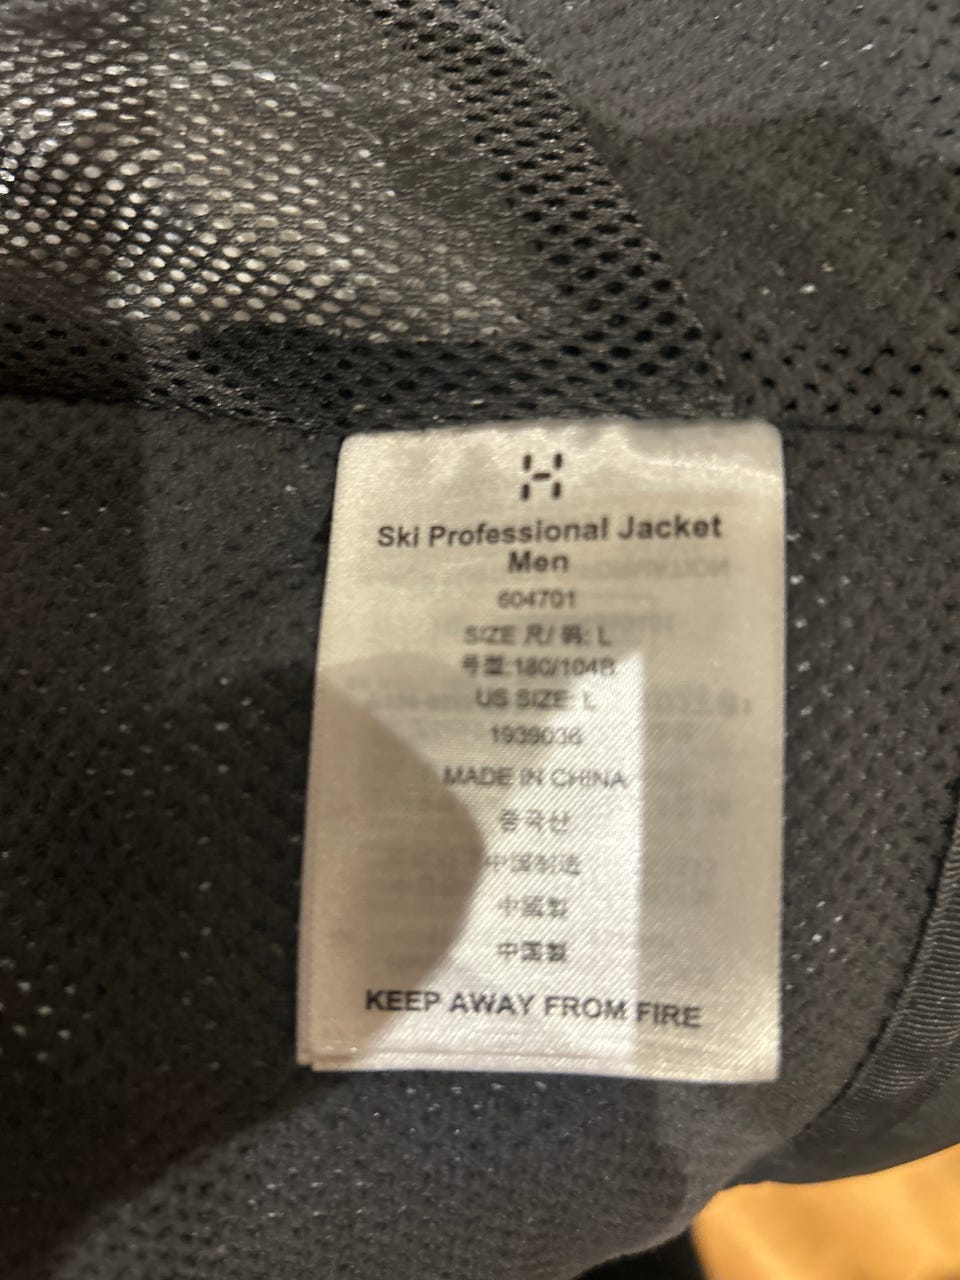 Ski Professional Jacket
Men
604701
SIZE 尺/ 码: L
号型:180/104B
US SIZE: L
1939036
MADE IN CHINA
중국산
中国制造
中國製
中国製
KEEP AWAY FROM FIRE